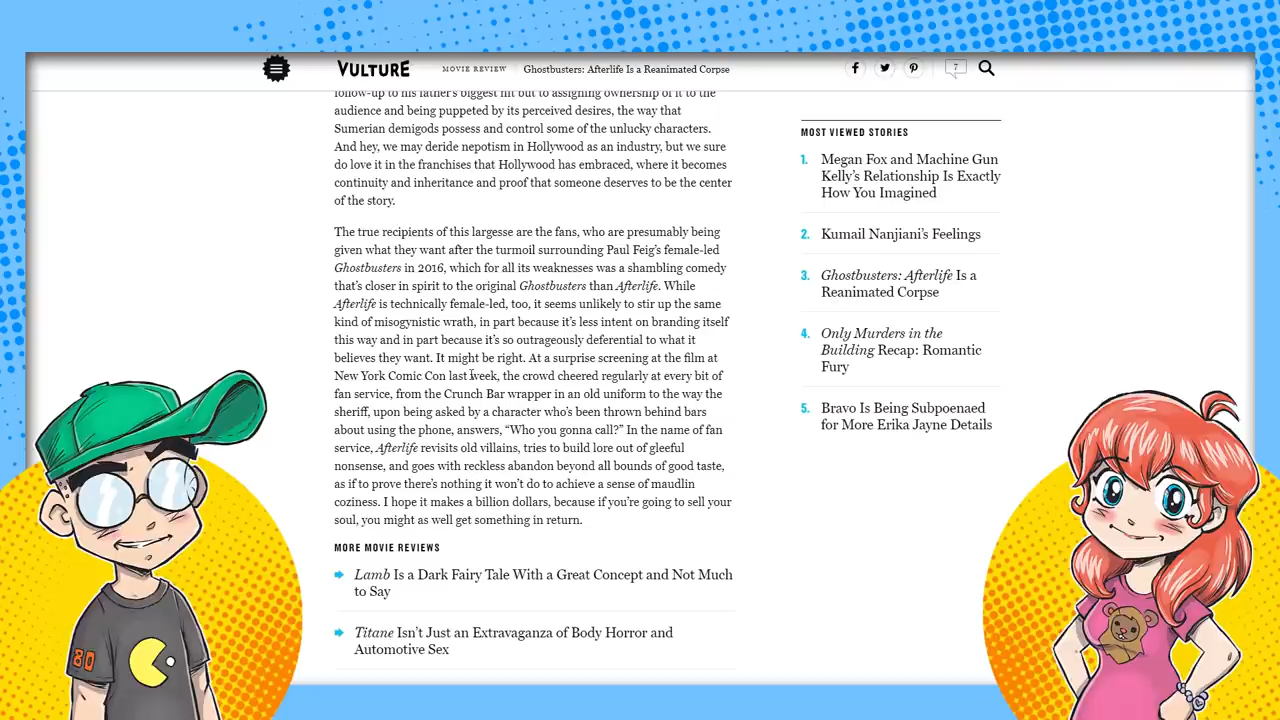 VULTURE
MOVIE REVIEW
Ghostbusters: Afterlife Is a Reanimated Corpse
7
follow-up to his father's biggest hit but to assigning ownership of it to the
audience and being puppeted by its perceived desires, the way that
Sumerian demigods possess and control some of the unlucky characters.
And hey, we may deride nepotism in Hollywood as an industry, but we sure
do love it in the franchises that Hollywood has embraced, where it becomes
continuity and inheritance and proof that someone deserves to be the center
of the story.
The true recipients of this largesse are the fans, who are presumably being
given what they want after the turmoil surrounding Paul Feig's female-led
Ghostbusters in 2016, which for all its weaknesses was a shambling comedy
that's closer in spirit to the original Ghostbusters than Afterlife. While
Afterlife is technically female-led, too, it seems unlikely to stir up the same
kind of misogynistic wrath, in part because it's less intent on branding itself
this way and in part because it's so outrageously deferential to what it
believes they want. It might be right. At a surprise screening at the film at
New York Comic Con last week, the crowd cheered regularly at every bit of
fan service, from the Crunch Bar wrapper in an old uniform to the way the
sheriff, upon being asked by a character who's been thrown behind bars
about using the phone, answers, “Who you gonna call?” In the name of fan
service, Afterlife revisits old villains, tries to build lore out of gleeful
nonsense, and goes with reckless abandon beyond all bounds of good taste,
as if to prove there's nothing it won't do to achieve a sense of maudlin
coziness. I hope it makes a billion dollars, because if you're going to sell your
soul, you might as well get something in return.
MORE MOVIE REVIEWS
Lamb Is a Dark Fairy Tale With a Great Concept and Not Much
to Say
Titane Isn't Just an Extravaganza of Body Horror and
Automotive Sex
MOST VIEWED STORIES
1. Megan Fox and Machine Gun
Kelly's Relationship Is Exactly
How You Imagined
2. Kumail Nanjiani's Feelings
3. Ghostbusters: Afterlife Is a
Reanimated Corpse
4. Only Murders in the
Building Recap: Romantic
Fury
5. Bravo Is Being Subpoenaed
for More Erika Jayne Details
80